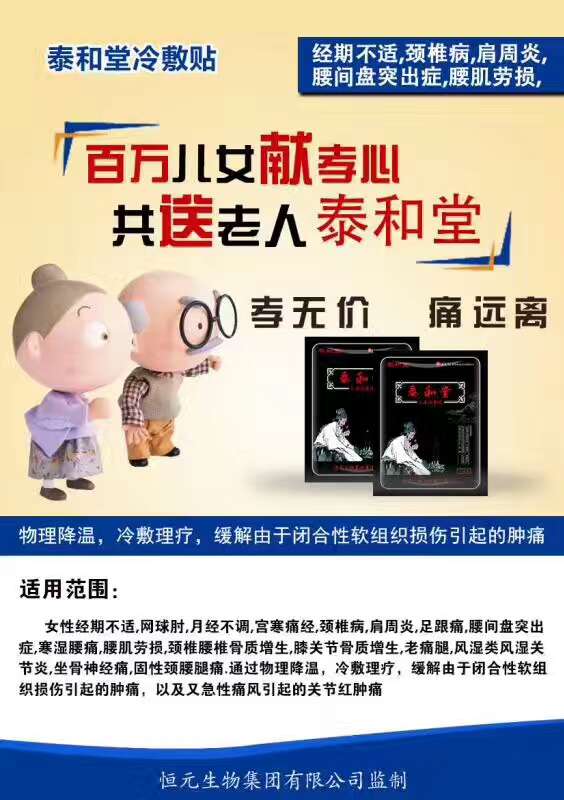 泰和堂冷敷贴
经期不适,颈椎病,肩周炎,
腰间盘突出症,腰肌劳损,
百万儿女献孝心
共送老人泰和堂
孝无价 痛远离
泰和堂
泰和堂
物理降温，冷敷理疗，缓解由于闭合性软组织损伤引起的肿痛
适用范围：
女性经期不适,网球肘,月经不调,宫寒痛经,颈椎病,肩周炎,足跟痛,腰间盘突出
症,寒湿腰痛,腰肌劳损,颈椎腰椎骨质增生,膝关节骨质增生,老痛腿,风湿类风湿关
节炎,坐骨神经痛,固性颈腰腿痛.通过物理降温，冷敷理疗，缓解由于闭合性软组
织损伤引起的肿痛，以及又急性痛风引起的关节红肿痛
恒元生物集团有限公司监制